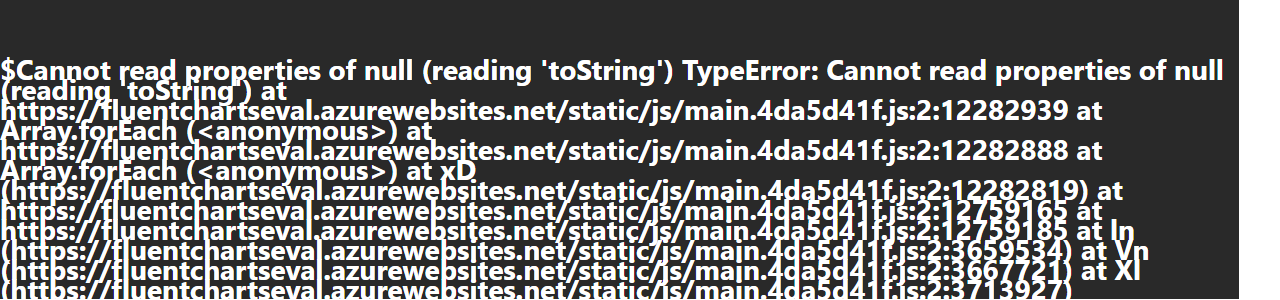 $Cannot read properties of null (reading 'toString') TypeError: Cannot read properties of null
(reading 'toString') at
https://fluentchartseval.azurewebsites.net/static/js/main.4da5d41f.js:2:12282939 at
Array.forEach (<anonymous>) at
https://fluentchartseval.azurewebsites.net/static/js/main.4da5d41f.js:2:12282888 at
Array.forEach (<anonymous>) at xD
(https://fluentchartseval.azurewebsites.net/static/js/main.4da5d41f.js:2:12282819) at
https://fluentchartseval.azurewebsites.net/static/js/main.4da5d41f.js:2:12759165 at
https://fluentchartseval.azurewebsites.net/static/js/main.4da5d41f.js:2:12759185 at ln
(https://fluentchartseval.azurewebsites.net/static/js/main.4da5d41f.js:2:3659534) at Vn
(https://fluentchartseval.azurewebsites.net/static/js/main.4da5d41f.js:2:3667721) at Xl
(https://fluentchartseval.azurewebsites.net/static/js/main.4da5d41f.js:2:3713927)